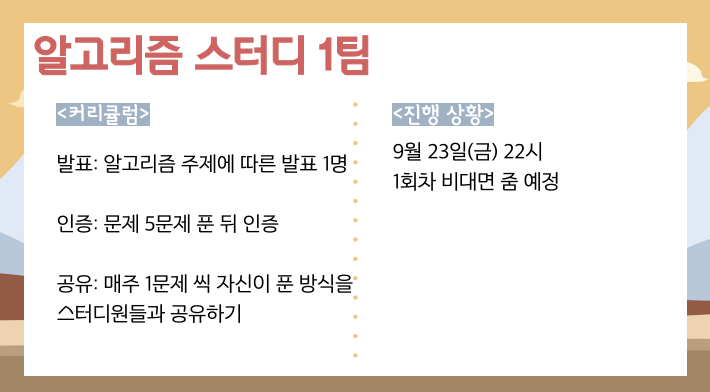 알고리즘 스터디 1팀
<커리큘럼>
발표: 알고리즘 주제에 따른 발표 1명
인증: 문제 5문제 푼 뒤 인증
공유: 매주 1문제 씩 자신이 푼 방식을
스터디원들과 공유하기
<진행 상황>
9월 23일(금) 22시
1회차 비대면 줌 예정